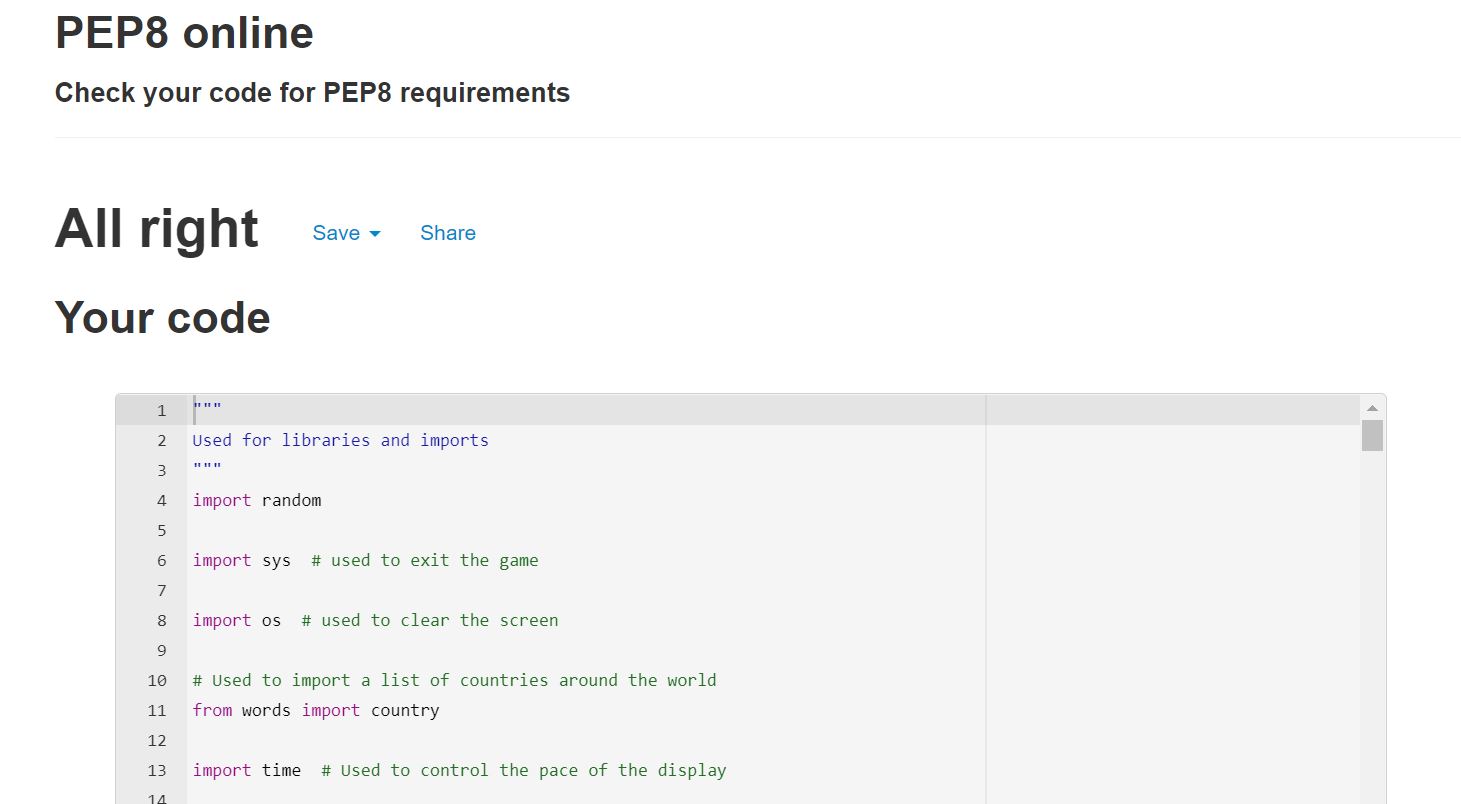 PEP8 online
Check your code for PEP8 requirements
All right Save Share
Your code
1 """
2 Used for libraries and imports
3 """
4 import random
5
6 import sys  # used to exit the game
7
8 import os  # used to clear the screen
9
10 # Used to import a list of countries around the world
11 from words import country
12
13 import time  # Used to control the pace of the display
14